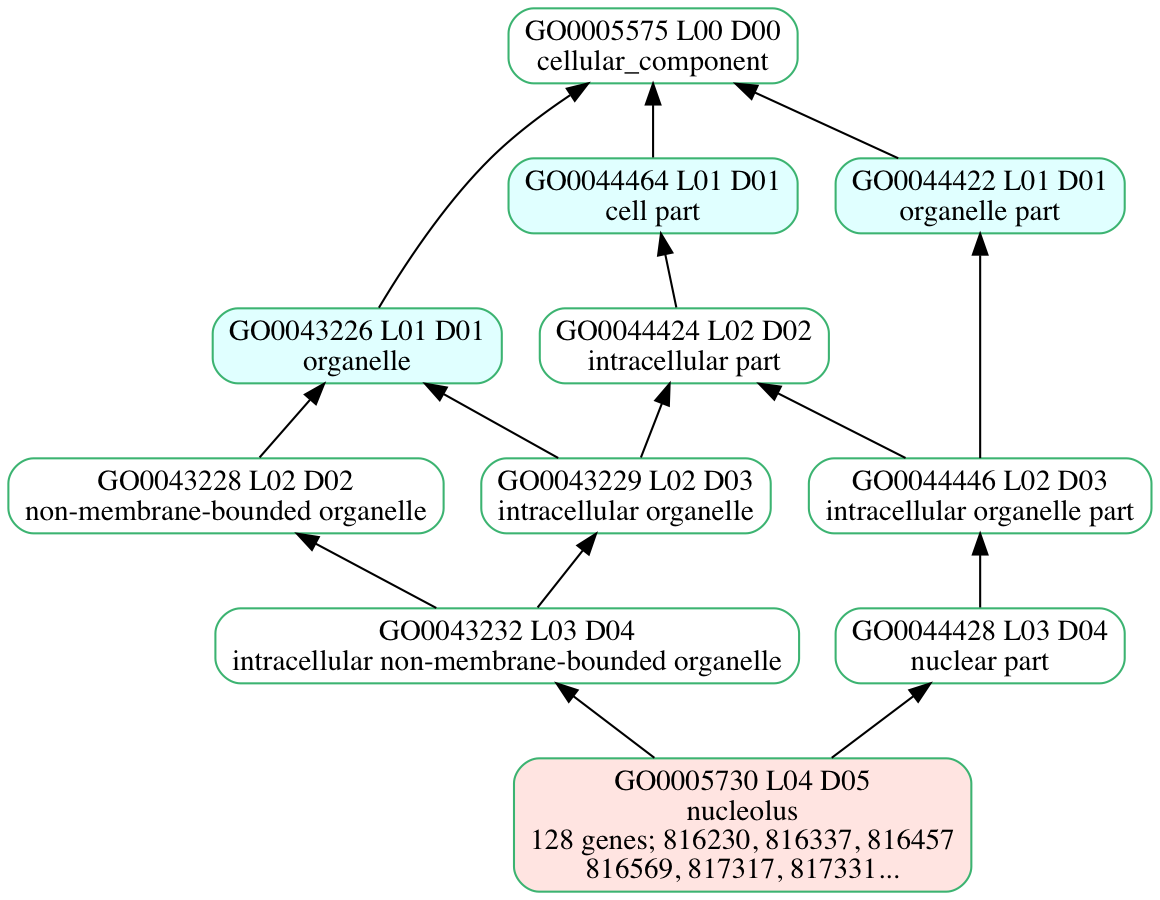 GO0005575 L00 D00
cellular_component
GO0044464 L01 D01
cell part
GO0044422 L01 D01
organelle part
GO0043226 L01 D01
organelle
GO0044424 L02 D02
intracellular part
GO0043228 L02 D02
non-membrane-bounded organelle
GO0043229 L02 D03
intracellular organelle
GO0044446 L02 D03
intracellular organelle part
GO0043232 L03 D04
intracellular non-membrane-bounded organelle
GO0044428 L03 D04
nuclear part
GO0005730 L04 D05
nucleolus
128 genes; 816230, 816337, 816457
816569, 817317, 817331...